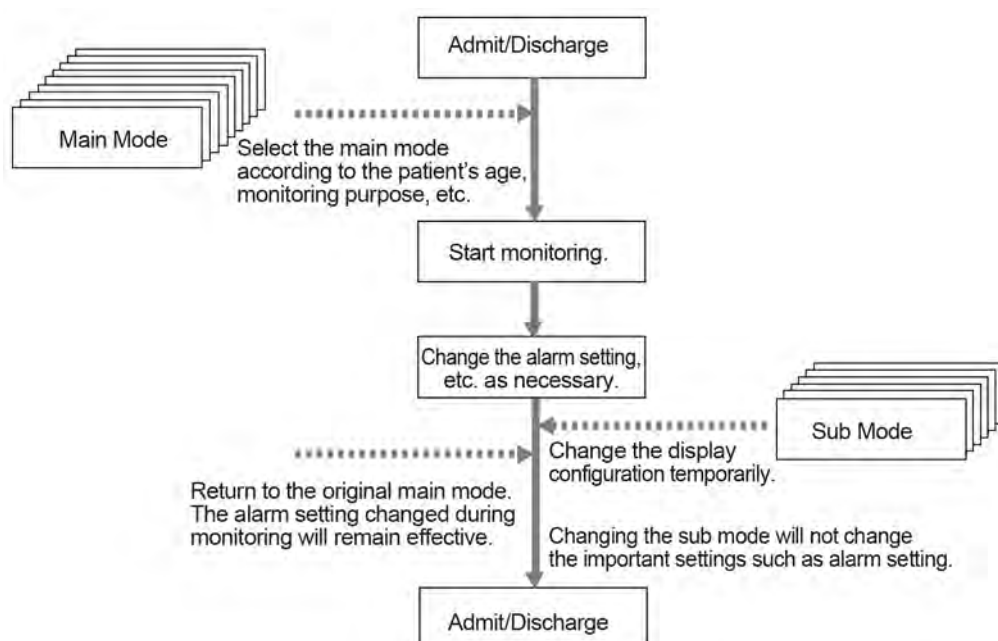 Admit/Discharge
Main Mode
Select the main mode
according to the patient's age,
monitoring purpose, etc.
Start monitoring.
Change the alarm setting,
etc. as necessary.
Sub Mode
Change the display
configuration temporarily.
Return to the original main mode.
The alarm setting changed during
monitoring will remain effective.
Changing the sub mode will not change
the important settings such as alarm setting.
Admit/Discharge